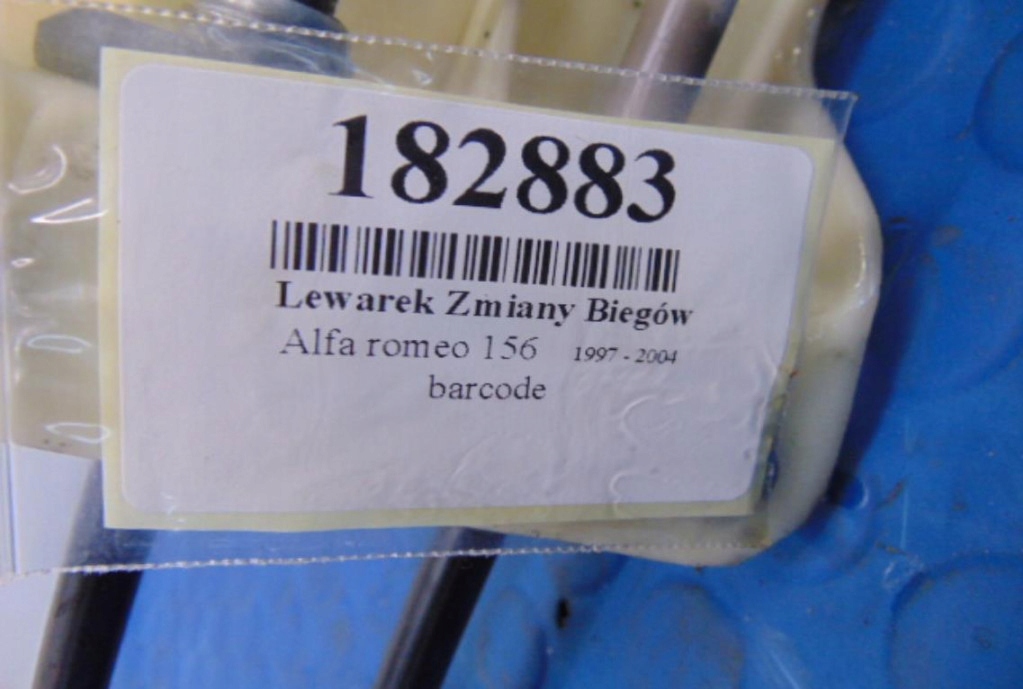 182883
Lewarek Zmiany Biegów
Alfa romeo 156 1997 - 2004
barcode